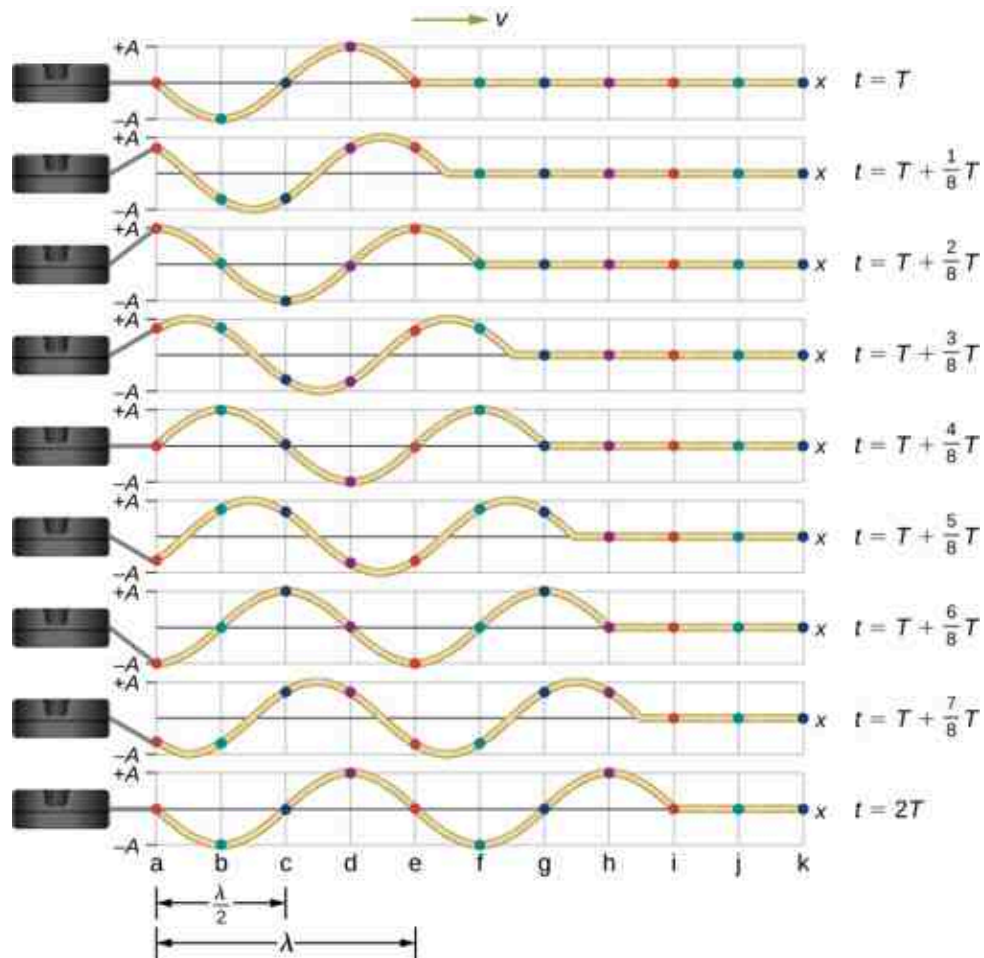 v
+A
x t = T
–A
+A
x t = T + 1/8 T
–A
+A
x t = T + 2/8 T
–A
+A
x t = T + 3/8 T
–A
+A
x t = T + 4/8 T
–A
+A
x t = T + 5/8 T
–A
+A
x t = T + 6/8 T
–A
+A
x t = T + 7/8 T
–A
+A
x t = 2T
–A
a b c d e f g h i j k
λ/2
λ